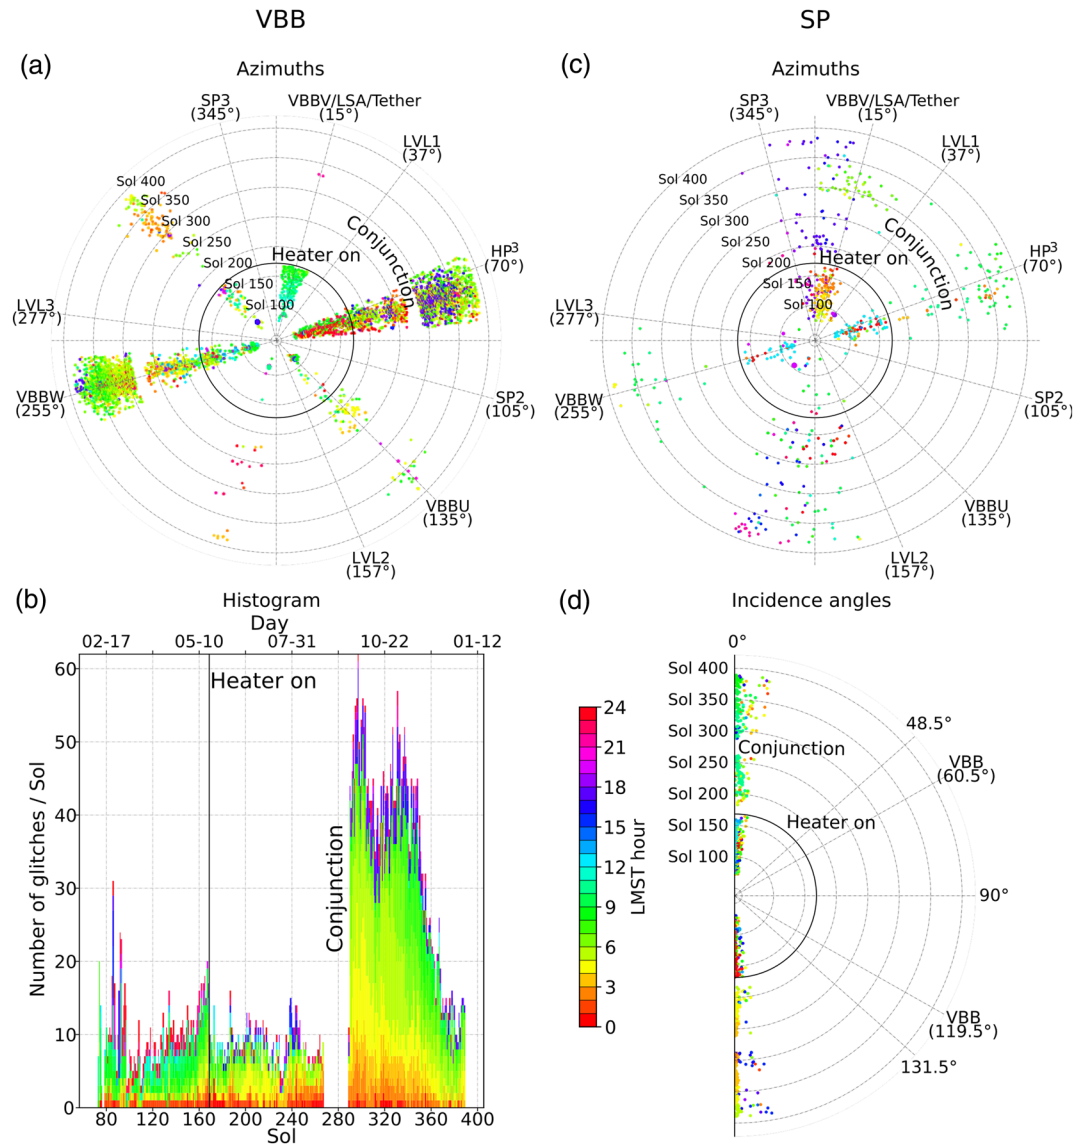 VBB
SP
(a)
Azimuths
SP3
(345°)
VBBV/LSA/Tether
(15°)
LVL1
(37°)
HP³
(70°)
SP2
(105°)
VBBU
(135°)
LVL2
(157°)
VBBW
(255°)
LVL3
(277°)
Sol 400
Sol 350
Sol 300
Sol 250
Sol 200
Sol 150
Sol 100
Heater on
Conjunction
(c)
Azimuths
SP3
(345°)
VBBV/LSA/Tether
(15°)
LVL1
(37°)
HP³
(70°)
SP2
(105°)
VBBU
(135°)
LVL2
(157°)
VBBW
(255°)
LVL3
(277°)
Sol 400
Sol 350
Sol 300
Sol 250
Sol 200
Sol 150
Sol 100
Heater on
Conjunction
(b)
Histogram
Day
02-17 05-10 07-31 10-22 01-12
Heater on
Conjunction
Number of glitches / Sol
60
50
40
30
20
10
0
80 120 160 200 240 280 320 360 400
Sol
24
21
18
15
12
9
6
3
0
LMST hour
(d)
Incidence angles
0°
Sol 400
Sol 350
Sol 300
Sol 250
Sol 200
Sol 150
Sol 100
Conjunction
Heater on
48.5°
VBB
(60.5°)
90°
VBB
(119.5°)
131.5°